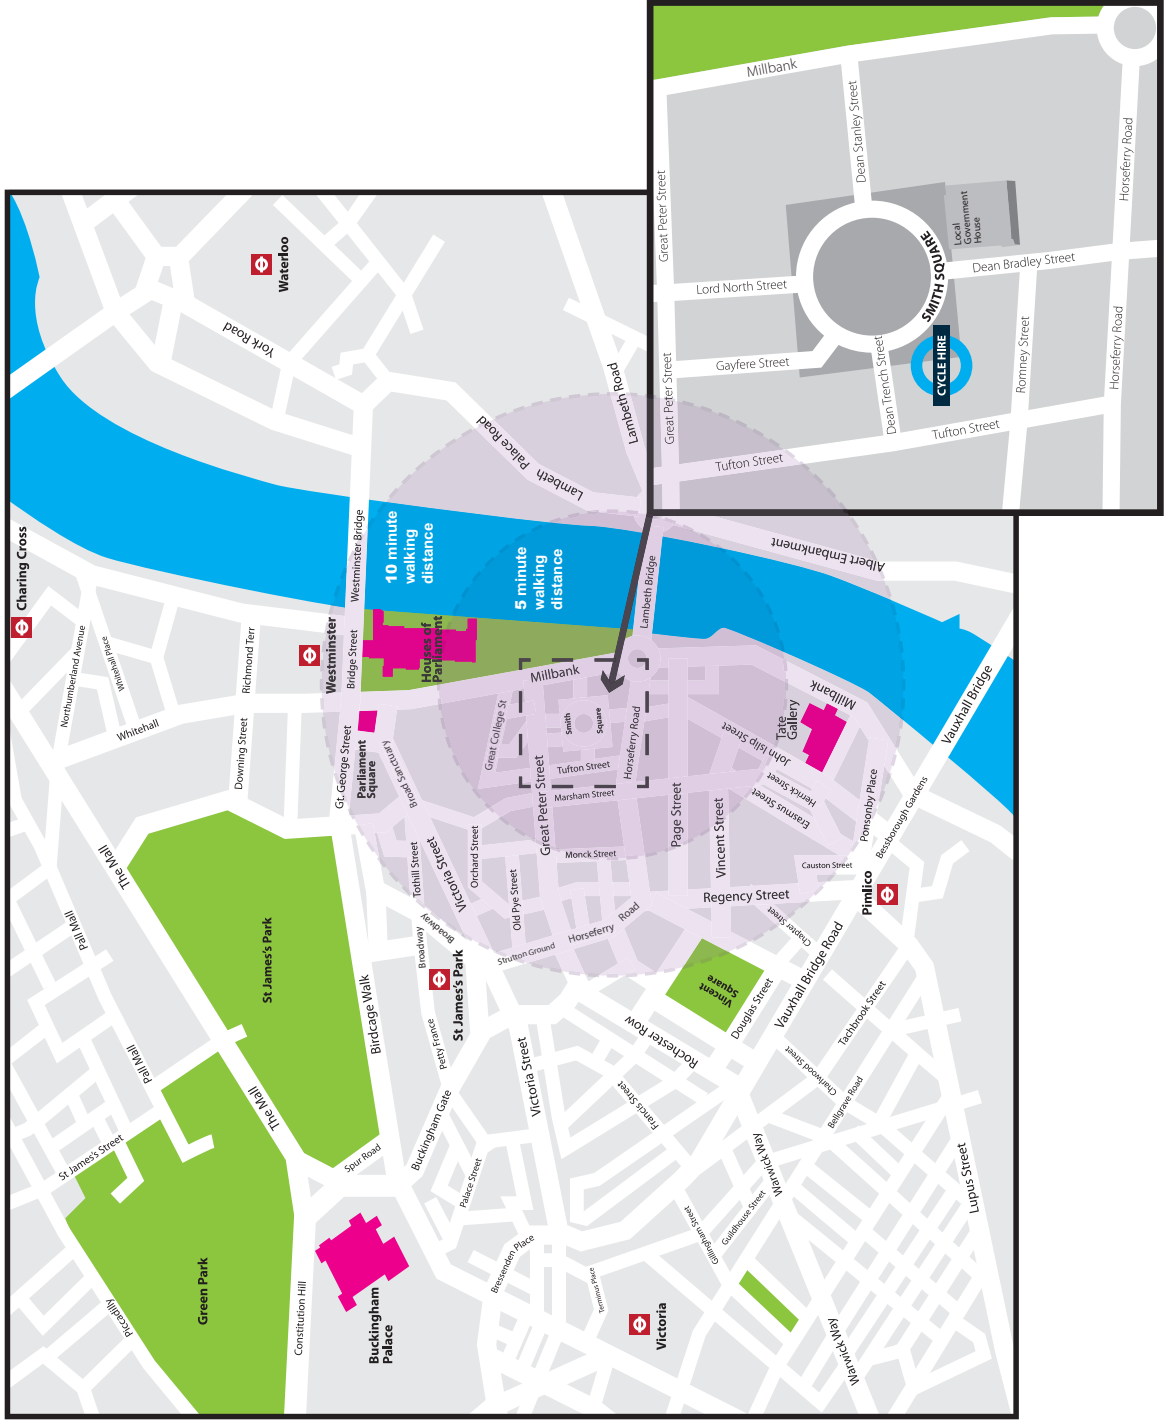 Millbank
Dean Stanley Street
Great Peter Street
Horseferry Road
Local
Government
House
SMITH SQUARE
Dean Bradley Street
Lord North Street
Gayfere Street
Great Peter Street
Dean Trench Street
CYCLE HIRE
Romney Street
Horseferry Road
Tufton Street
Tufton Street
Waterloo
York Road
Lambeth Road
Lambeth
Palace Road
Albert Embankment
Charing Cross
Westminster Bridge
10 minute
walking
distance
5 minute
walking
distance
Lambeth Bridge
Northumberland Avenue
Whitehall Place
Richmond Terr
Westminster
Bridge Street
Houses of
Parliament
Millbank
Whitehall
Downing Street
Gt. George Street
Parliament
Square
Broad Sanctuary
Great College St
Smith
Square
Horseferry Road
Tufton Street
Marsham Street
Great Peter Street
Monck Street
Page Street
Vincent Street
John Islip Street
Tate
Gallery
Millbank
Herrick Street
Erasmus Street
Ponsonby Place
Vauxhall Bridge
Bessborough Gardens
Causton Street
Pimlico
Regency Street
Chapter Street
Vauxhall Bridge Road
The Mall
Pall Mall
St James's Park
Tothill Street
Victoria Street
Orchard Street
Old Pye Street
Broadway
Broadway
Strutton Ground
Horseferry
Road
St James's Park
Birdcage Walk
Petty France
Vincent
Square
Douglas Street
Rochester Row
Tachbrook Street
Charlwood Street
Bellgrave Road
Pall Mall
The Mall
St James's Street
Spur Road
Buckingham Gate
Victoria Street
Francis Street
Palace Street
Warwick Way
Guildhouse Street
Gillingham Street
Lupus Street
Green Park
Piccadilly
Constitution Hill
Buckingham
Palace
Bressenden Place
Terminus Place
Victoria
Warwick Way